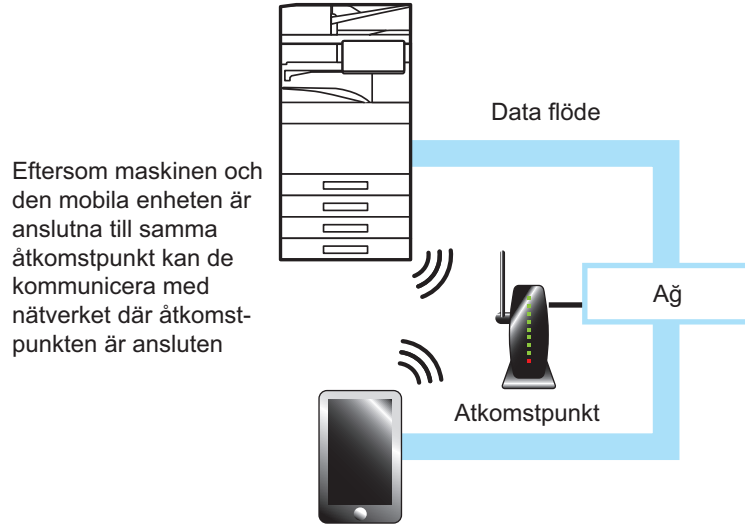 Data flöde
Eftersom maskinen och
den mobila enheten är
anslutna till samma
åtkomstpunkt kan de
kommunicera med
nätverket där åtkomst-
punkten är ansluten
Ağ
Atkomstpunkt